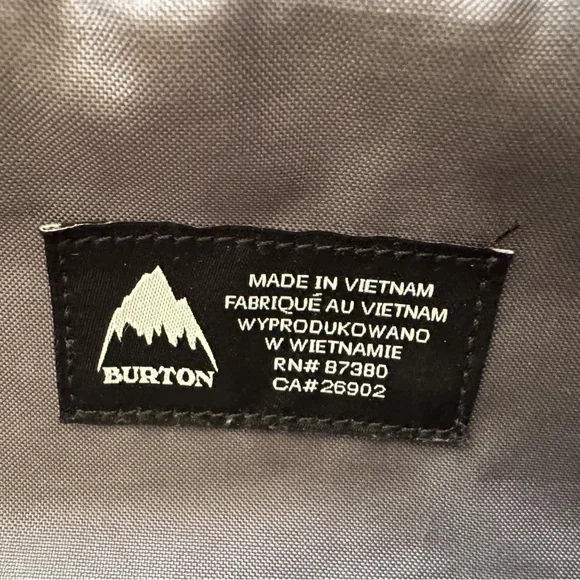 BURTON
MADE IN VIETNAM
FABRIQUÉ AU VIETNAM
WYPRODUKOWANO
W WIETNAMIE
RN# 87380
CA# 26902